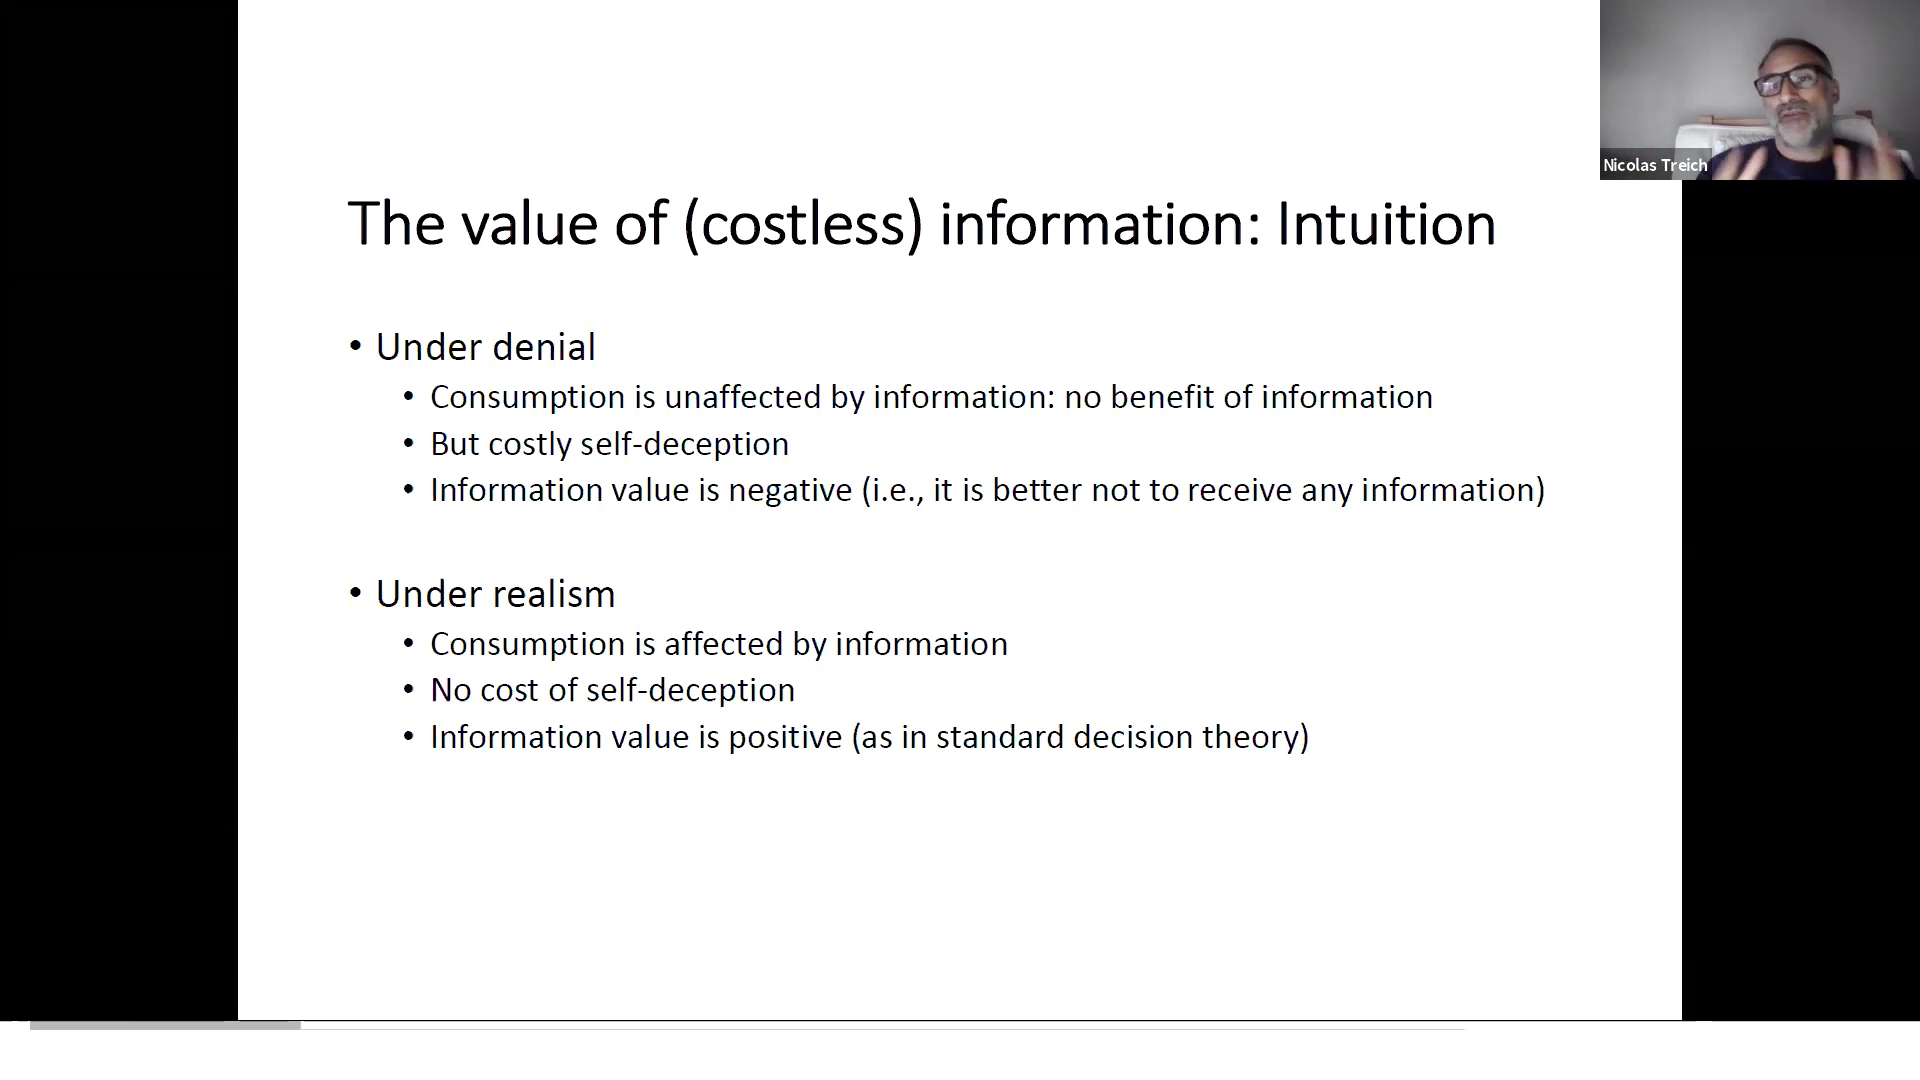 Nicolas Treich
The value of (costless) information: Intuition
• Under denial
• Consumption is unaffected by information: no benefit of information
• But costly self-deception
• Information value is negative (i.e., it is better not to receive any information)
• Under realism
• Consumption is affected by information
• No cost of self-deception
• Information value is positive (as in standard decision theory)